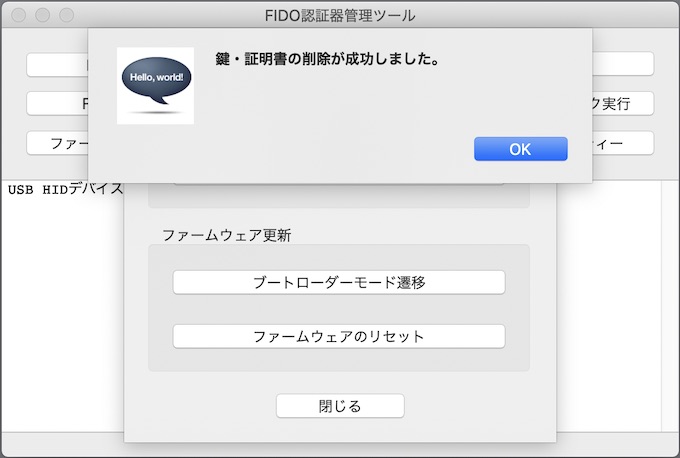 FIDO認証器管理ツール
Hello, world!
鍵・証明書の削除が成功しました。
OK
ク実行
ファー
ィー
USB HIDデバイス
ファームウェア更新
ブートローダーモード遷移
ファームウェアのリセット
閉じる